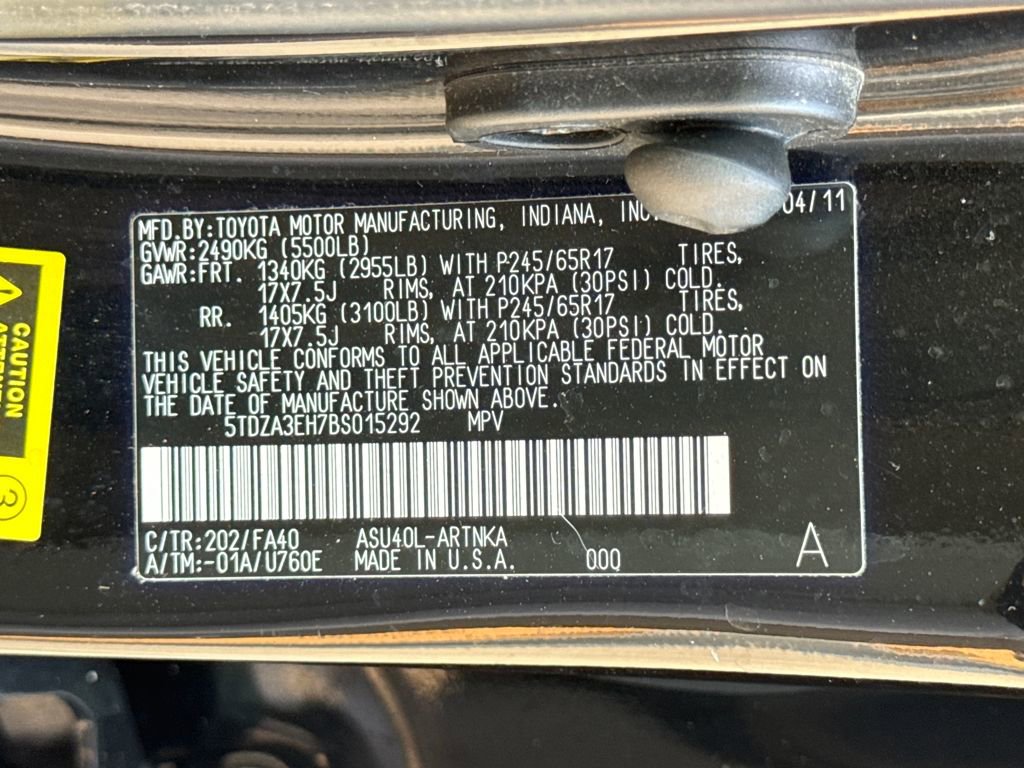 MFD.BY:TOYOTA MOTOR MANUFACTURING, INDIANA, INC. 04/11
GVWR:2490KG (5500LB)
GAWR:FRT. 1340KG (2955LB) WITH P245/65R17 TIRES,
17X7.5J RIMS, AT 210KPA (30PSI) COLD.
RR. 1405KG (3100LB) WITH P245/65R17 TIRES,
17X7.5J RIMS, AT 210KPA (30PSI) COLD.
THIS VEHICLE CONFORMS TO ALL APPLICABLE FEDERAL MOTOR
VEHICLE SAFETY AND THEFT PREVENTION STANDARDS IN EFFECT ON
THE DATE OF MANUFACTURE SHOWN ABOVE.
5TDZA3EH7BS015292 MPV
C/TR:202/FA40 ASU40L-ARTNKA
A/TM:-01A/U760E MADE IN U.S.A. 000
A
CAUTION
3